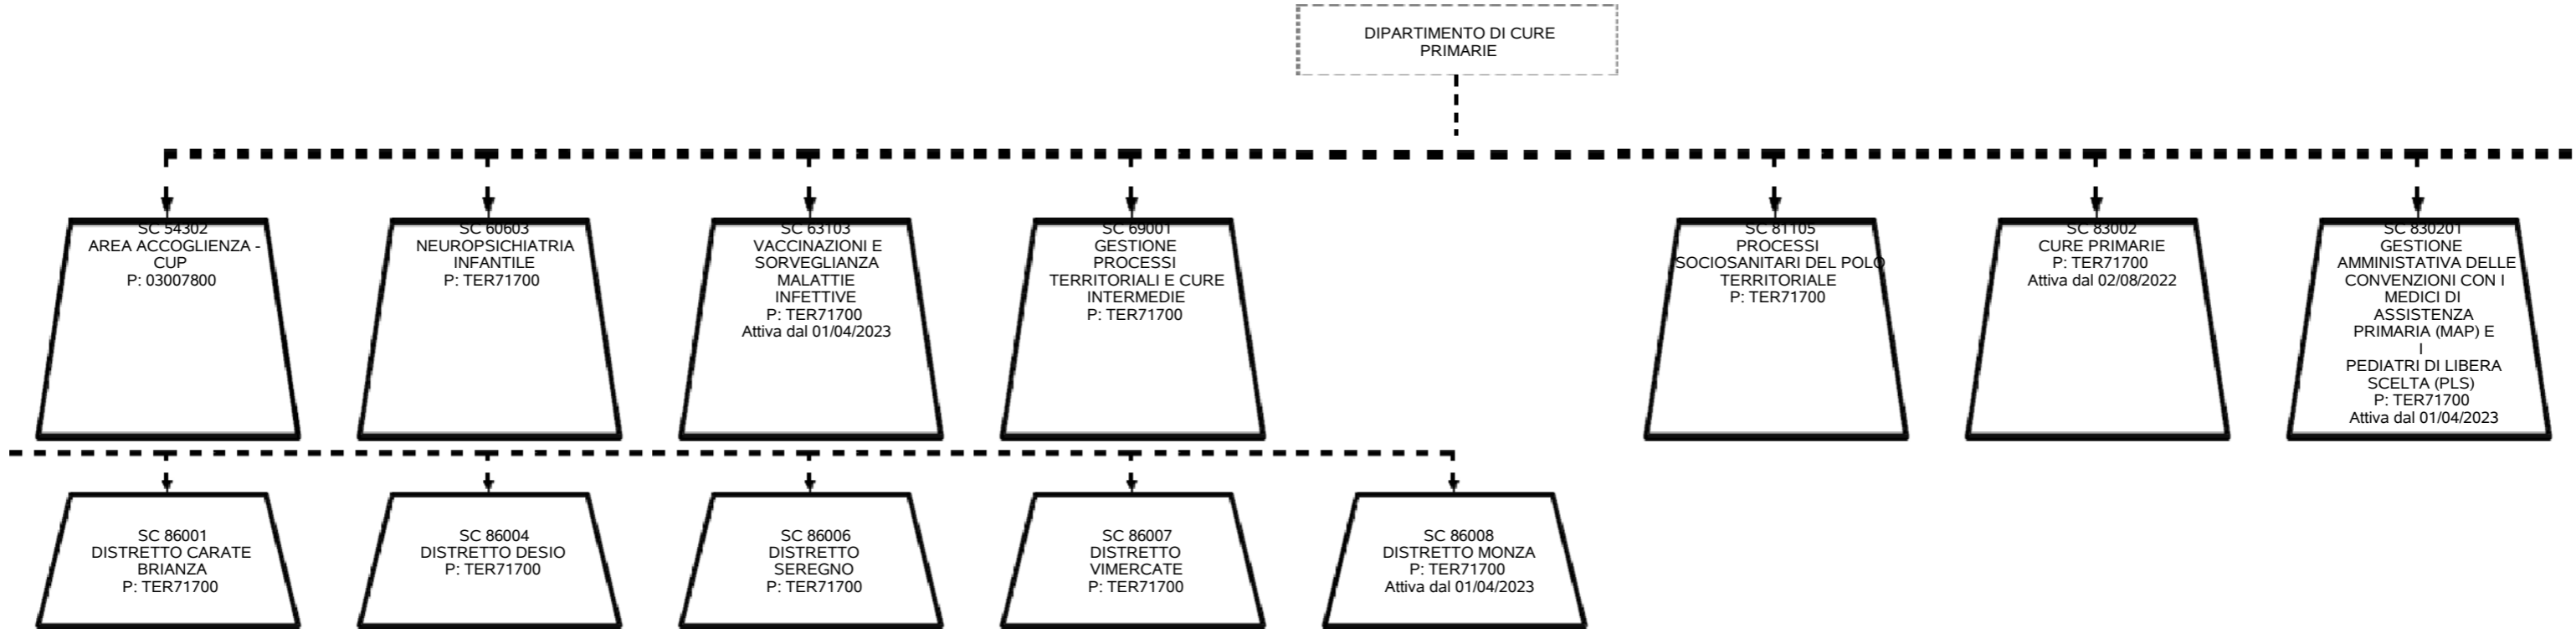 DIPARTIMENTO DI CURE
PRIMARIE
SC 54302
AREA ACCOGLIENZA -
CUP
P: 03007800
SC 60603
NEUROPSICHIATRIA
INFANTILE
P: TER71700
SC 63103
VACCINAZIONI E
SORVEGLIANZA
MALATTIE
INFETTIVE
P: TER71700
Attiva dal 01/04/2023
SC 69001
GESTIONE
PROCESSI
TERRITORIALI E CURE
INTERMEDIE
P: TER71700
SC 81105
PROCESSI
SOCIOSANITARI DEL POLO
TERRITORIALE
P: TER71700
SC 83002
CURE PRIMARIE
P: TER71700
Attiva dal 02/08/2022
SC 830201
GESTIONE
AMMINISTATIVA DELLE
CONVENZIONI CON I
MEDICI DI
ASSISTENZA
PRIMARIA (MAP) E
I
PEDIATRI DI LIBERA
SCELTA (PLS)
P: TER71700
Attiva dal 01/04/2023
SC 86001
DISTRETTO CARATE
BRIANZA
P: TER71700
SC 86004
DISTRETTO DESIO
P: TER71700
SC 86006
DISTRETTO
SEREGNO
P: TER71700
SC 86007
DISTRETTO
VIMERCATE
P: TER71700
SC 86008
DISTRETTO MONZA
P: TER71700
Attiva dal 01/04/2023